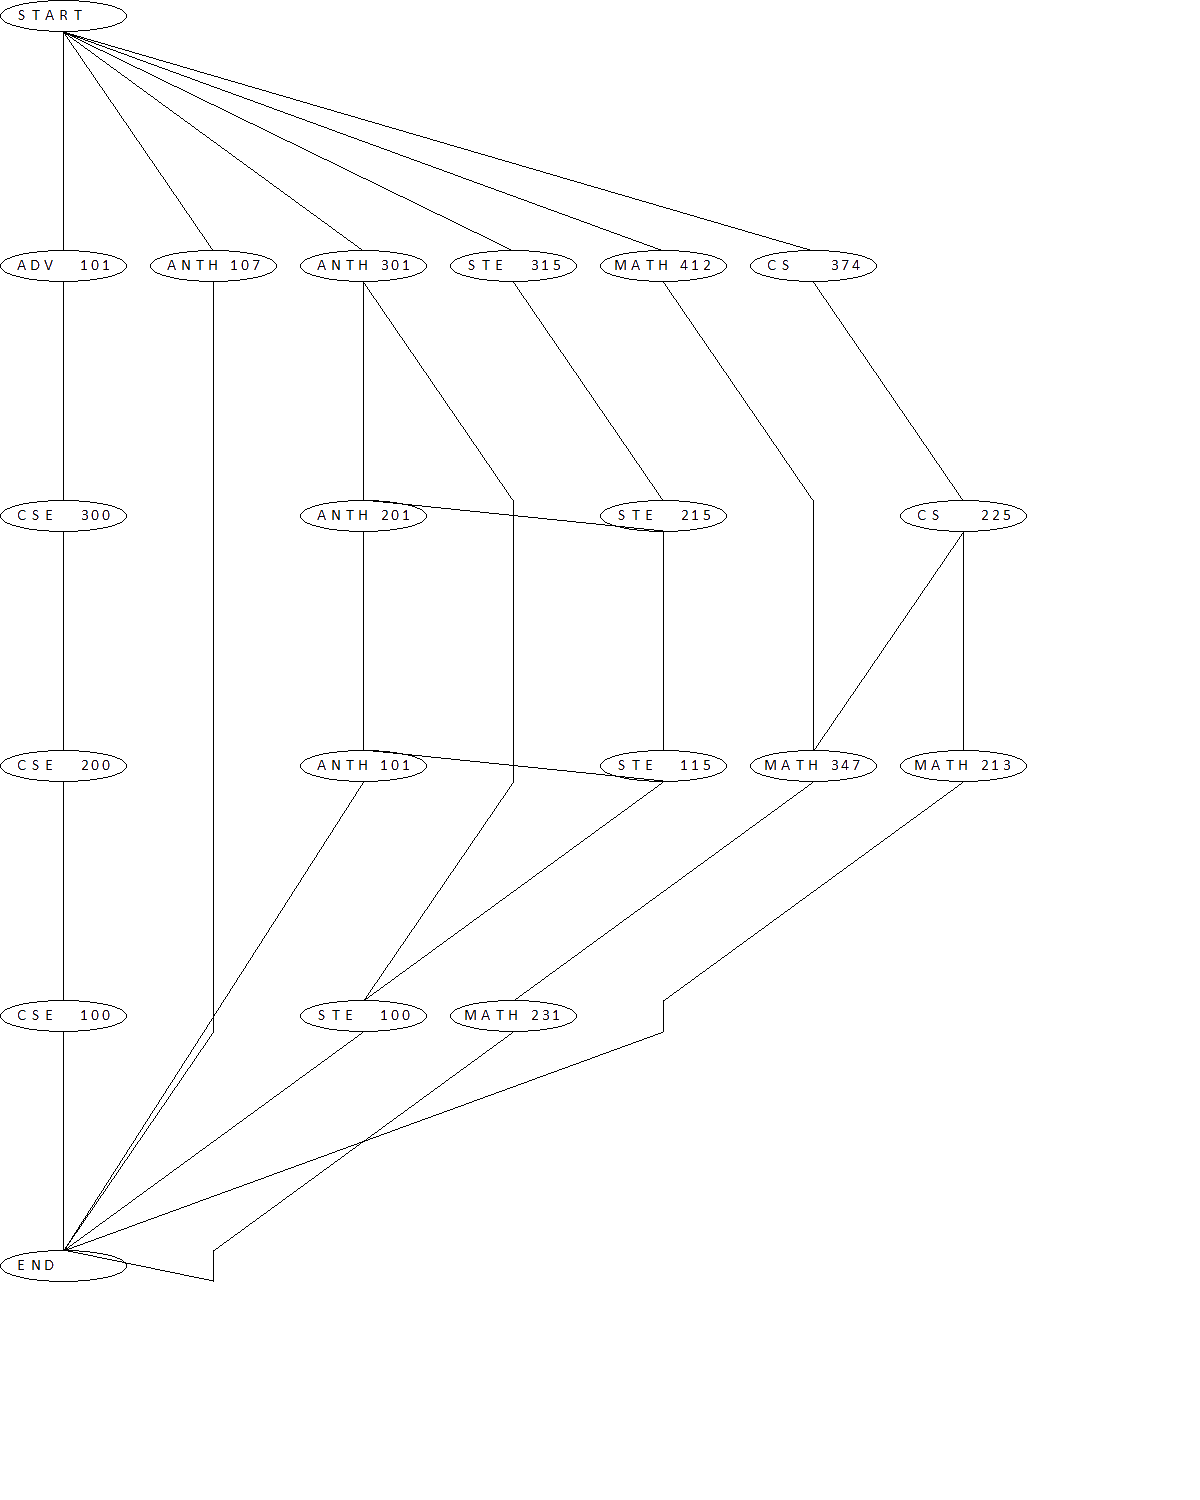 START
ADV 101 ANTH 107 ANTH 301 STE 315 MATH 412 CS 374
CSE 300 ANTH 201 STE 215 CS 225
CSE 200 ANTH 101 STE 115 MATH 347 MATH 213
CSE 100 STE 100 MATH 231
END